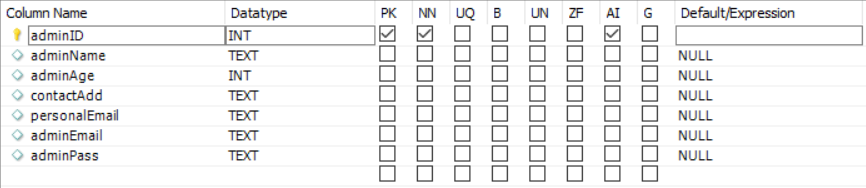 Column Name Datatype PK NN UQ B UN ZF AI G Default/Expression
adminID INT
adminName TEXT NULL
adminAge INT NULL
contactAdd TEXT NULL
personalEmail TEXT NULL
adminEmail TEXT NULL
adminPass TEXT NULL